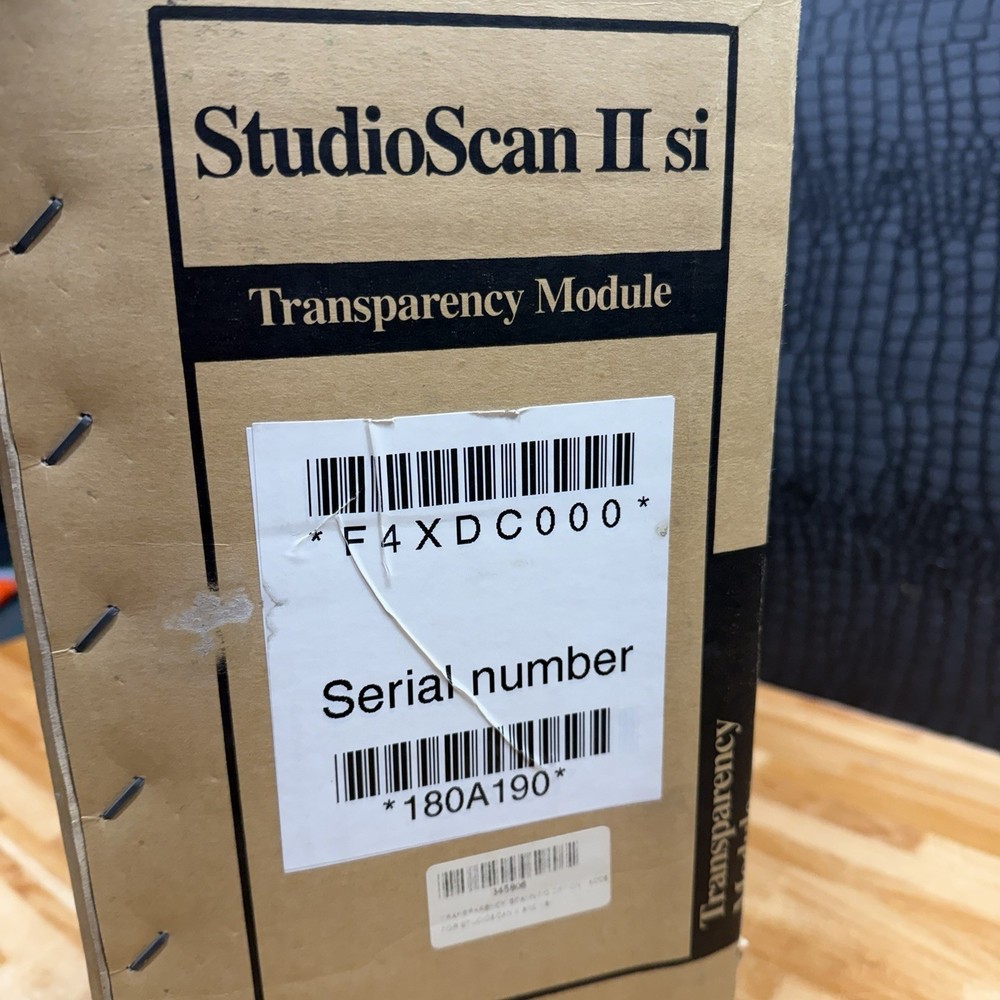 StudioScan II si
Transparency Module
*F4XDC000*
Serial number
*180A190*
Transparency